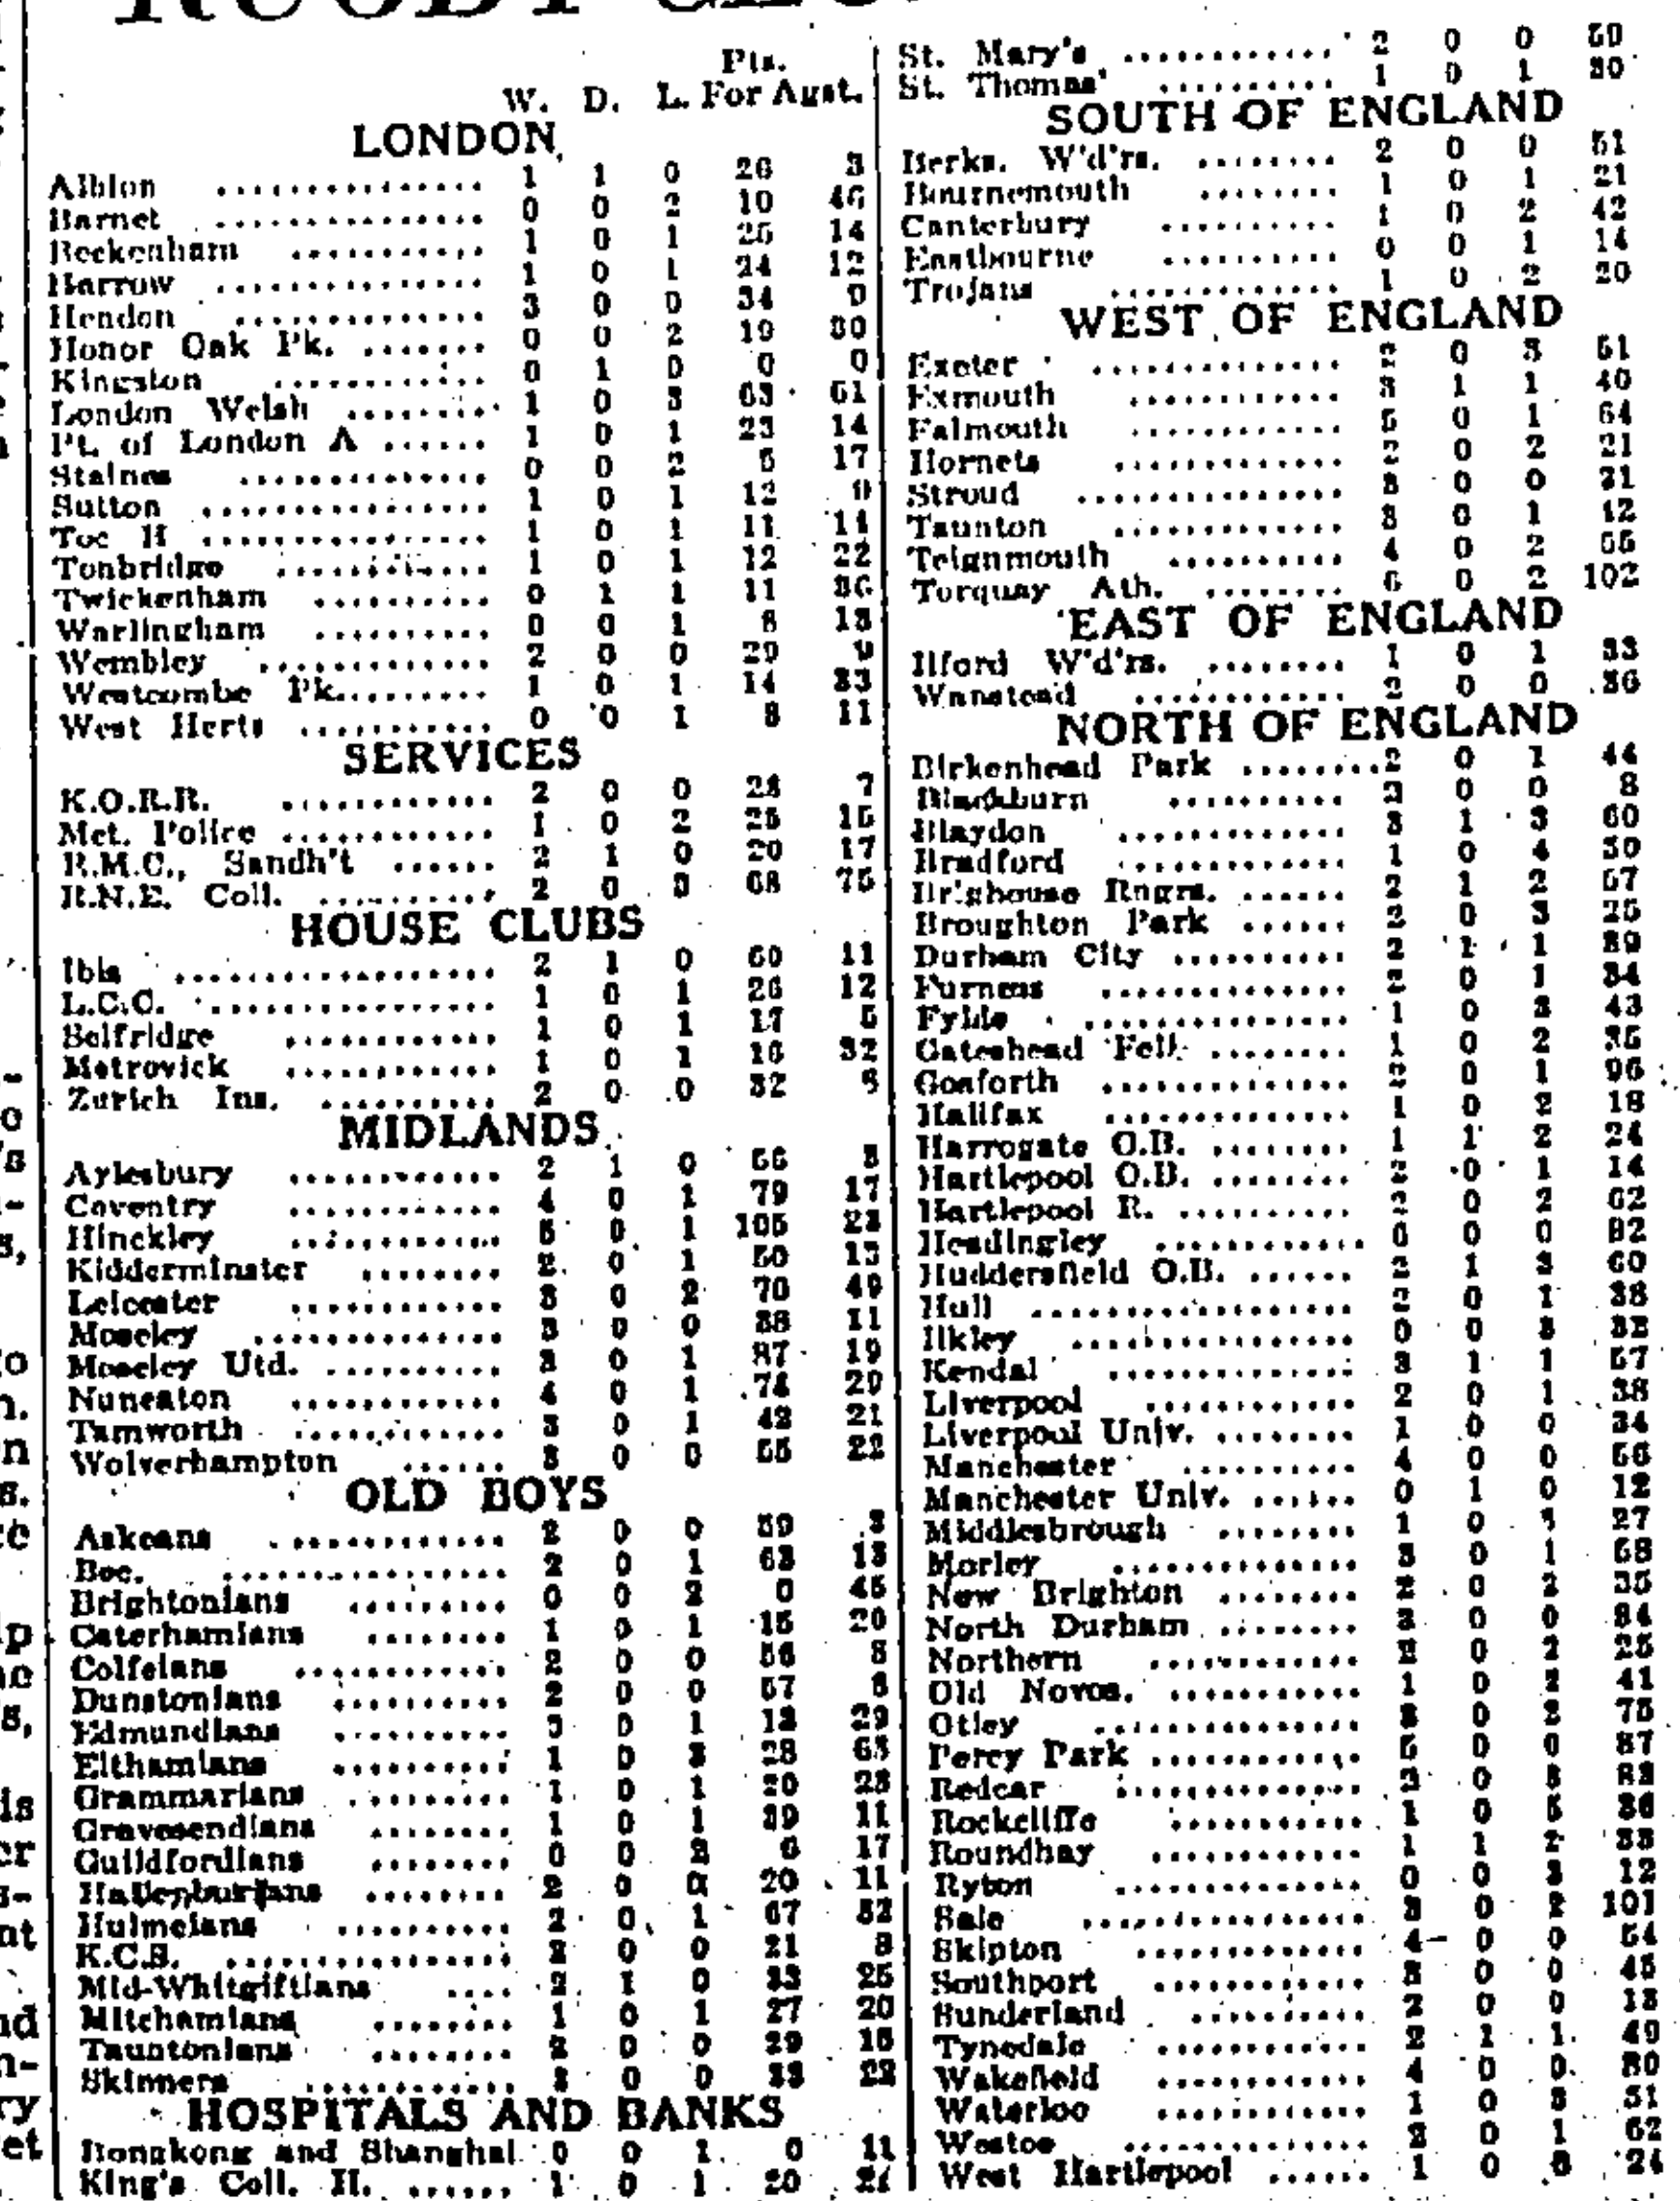 Pts.
W. D. L. For Agst.
LONDON
Albion .............. 1 1 0 26 3
Barnet .............. 0 0 2 10 46
Beckenham .......... 1 0 1 25 14
Harrow .............. 1 0 1 24 12
Hendon ............. 3 0 0 34 9
Honor Oak Pk. ....... 0 0 2 19 30
Kingston ........... 0 1 0 0 0
London Welsh ........ 1 0 3 63 61
Pt. of London A ...... 1 0 1 23 14
Staines ............. 0 0 2 5 17
Sutton .............. 1 0 1 12 9
Toc H .............. 1 0 1 11 11
Tonbridge ........... 1 0 1 12 22
Twickenham .......... 0 1 1 11 36
Warlingham .......... 0 0 1 8 13
Wembley ............ 2 0 0 29 9
Westcombe Pk......... 1 0 1 14 33
West Herts ........... 0 0 1 8 11
SERVICES
K.O.R.R. ............ 2 0 0 28 7
Met. Police ............ 1 0 2 25 15
R.M.C., Sandh't ...... 2 1 0 20 17
R.N.E. Coll. ........... 2 0 3 68 75
HOUSE CLUBS
Ibis ................. 2 1 0 60 11
L.C.C. ............... 1 0 1 26 12
Selfridge ............ 1 0 1 17 5
Metrovick ............ 1 0 1 16 32
Zurich Ins. .......... 2 0 0 32 6
MIDLANDS
Aylesbury ............ 2 1 0 56 8
Coventry ............ 4 0 1 79 17
Hinckley ............ 5 0 1 105 23
Kidderminster ........ 2 0 1 50 13
Leicester ............ 3 0 2 70 49
Moseley .............. 3 0 0 38 11
Moseley Utd. .......... 3 0 1 87 19
Nuneaton ............ 4 0 1 74 29
Tamworth ............ 3 0 1 42 21
Wolverhampton ...... 3 0 0 55 22
OLD BOYS
Askeans ............. 2 0 0 59 3
Bec. ................. 2 0 1 63 13
Brightonians ......... 0 0 2 0 45
Caterhamians ........ 1 0 1 15 20
Colfeians ............ 2 0 0 56 8
Dunstonians .......... 2 0 0 57 8
Edmundians .......... 0 1 29
Elthamians .......... 1 0 3 28 63
Grammarians ......... 1 0 1 20 23
Gravesendians ........ 1 0 1 39 11
Guildfordians ........ 0 0 2 6 17
Haileyburians ........ 2 0 0 20 11
Hulmeians .......... 2 0 1 67 32
K.C.S. ............... 2 0 0 21 8
Mid-Whitgiftians .... 2 1 0 33 25
Mitchamians ........ 1 0 1 27 20
Tauntonians ........ 2 0 0 29 15
Skinners ............ 0 0 33
HOSPITALS AND BANKS
Hongkong and Shanghai 0 0 1 0 11
King's Coll. H. ...... 1 0 1 20
St. Mary's ............ 2 0 0 50
St. Thomas' .......... 1 0 1 30
SOUTH OF ENGLAND
Berks. W'd'rs. ........ 2 0 0 51
Bournemouth ........ 1 0 1 21
Canterbury .......... 1 0 2 42
Eastbourne .......... 0 0 1 14
Trojans ............. 1 0 2 20
WEST OF ENGLAND
Exeter .............. 2 0 3 51
Exmouth ............ 3 1 1 40
Falmouth ............ 5 0 1 64
Hornets ............. 2 0 2 21
Stroud .............. 3 0 0 31
Taunton ............. 3 0 1 42
Teignmouth .......... 4 0 2 55
Torquay Ath. ........ 6 0 2 102
EAST OF ENGLAND
Ilford W'd'rs. ........ 1 0 1 33
Wanstead ............ 2 0 0 36
NORTH OF ENGLAND
Birkenhead Park ........2 0 1 44
Blackburn .......... 0 0 8
Blaydon ............. 3 1 3 60
Bradford ............. 1 0 4 50
Brighouse Rngrs. ...... 2 1 2 57
Broughton Park ...... 2 0 3 25
Durham City .......... 2 1 1 39
Furness .............. 2 0 1 34
Fylde ............... 1 0 3 43
Gateshead Fell ........ 1 0 2 35
Gosforth .............. 2 0 1 96
Halifax .............. 1 0 2 18
Harrogate O.B. ........ 1 1 2 24
Hartlepool O.B. ........ 2 0 1 14
Hartlepool R. .......... 2 0 2 62
Headingley ............ 6 0 0 82
Huddersfield O.B. ...... 2 1 3 60
Hull .................. 2 0 1 38
Ilkley ............... 0 0 3 32
Kendal ............. 3 1 1 57
Liverpool ............ 2 0 1 38
Liverpool Univ. ........ 1 0 0 34
Manchester .......... 4 0 0 66
Manchester Univ. ...... 0 1 0 12
Middlesbrough ........ 1 0 27
Morley ............. 3 0 1 68
New Brighton ........ 2 0 2 35
North Durham ........ 3 0 0 84
Northern ............ 2 0 2 25
Old Novos. ............ 1 0 2 41
Otley .............. 3 0 2 75
Percy Park ............ 5 0 0 87
Redcar .............. 3 0 3
Rockcliffe ............ 1 0 5 36
Roundhay ............ 1 1 2 33
Ryton .............. 0 0 3 12
Sale ................ 3 0 2 101
Skipton ............. 4 0 0 54
Southport ............ 3 0 0 45
Sunderland .......... 2 0 0 13
Tynedale ............ 2 1 1 49
Wakefield ............ 4 0 0 80
Waterloo ............ 1 0 3 51
Westoe .............. 2 0 1 62
West Hartlepool ...... 1 0 24